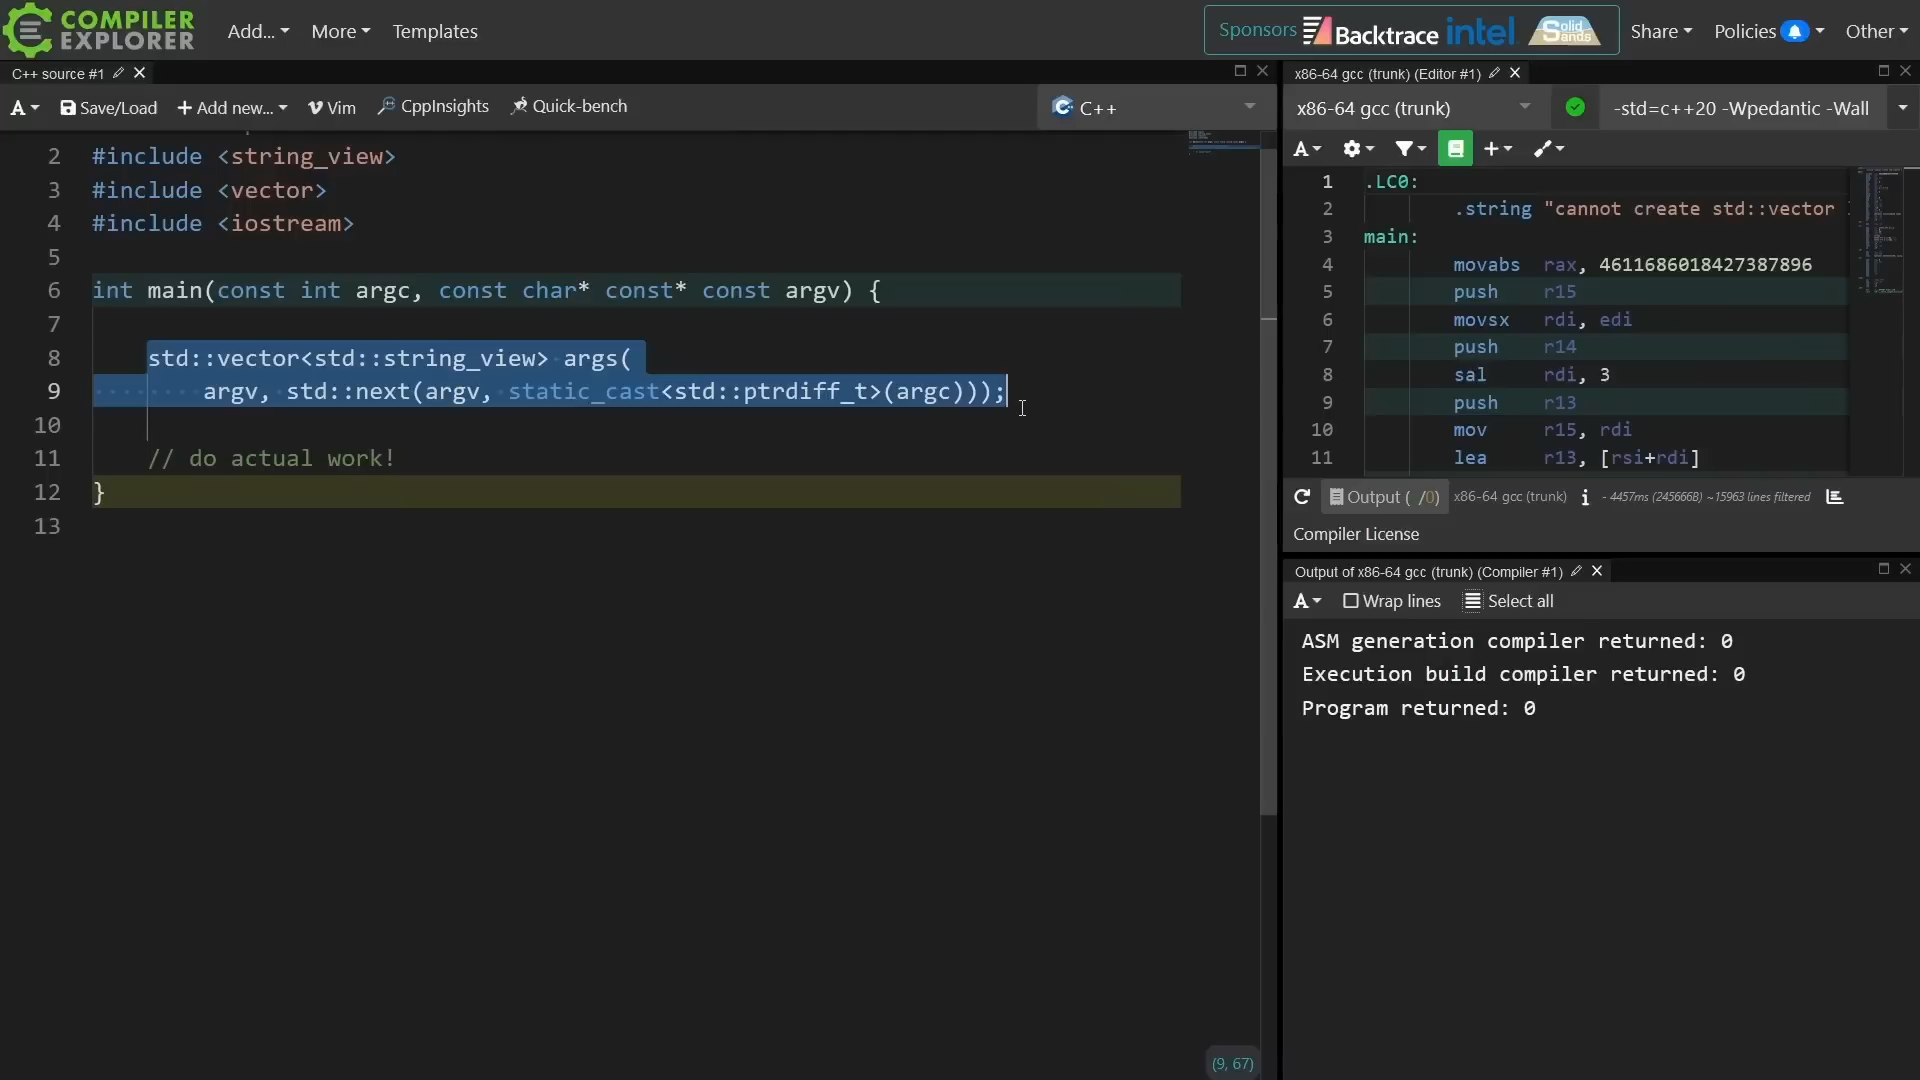 COMPILER
EXPLORER
Add...
More
Templates
Sponsors
Backtrace
intel
Solid
Sands
Share
Policies
Other
C++ source #1
A
Save/Load
+ Add new...
Vim
CppInsights
Quick-bench
C++
2 #include <string_view>
3 #include <vector>
4 #include <iostream>
5
6 int main(const int argc, const char* const* const argv) {
7
8 std::vector<std::string_view> args(
9 argv, std::next(argv, static_cast<std::ptrdiff_t>(argc)));
10
11 // do actual work!
12 }
13
(9, 67)
x86-64 gcc (trunk) (Editor #1)
x86-64 gcc (trunk)
-std=c++20 -Wpedantic -Wall
A
1 .LC0:
2 .string "cannot create std::vector
3 main:
4 movabs rax, 4611686018427387896
5 push r15
6 movsx rdi, edi
7 push r14
8 sal rdi, 3
9 push r13
10 mov r15, rdi
11 lea r13, [rsi+rdi]
Output ( /0)
x86-64 gcc (trunk)
i
- 4457ms (245666B) ~15963 lines filtered
Compiler License
Output of x86-64 gcc (trunk) (Compiler #1)
A
Wrap lines
Select all
ASM generation compiler returned: 0
Execution build compiler returned: 0
Program returned: 0